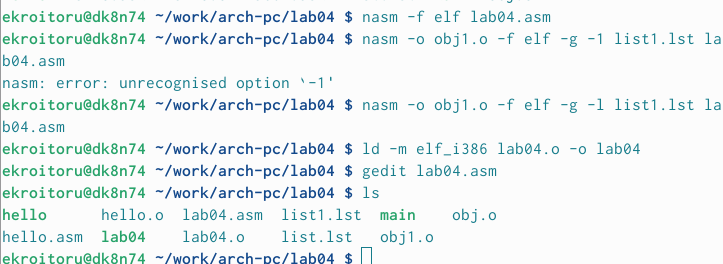 ekroitoru@dk8n74 ~/work/arch-pc/lab04 $ nasm -f elf lab04.asm
ekroitoru@dk8n74 ~/work/arch-pc/lab04 $ nasm -o obj1.o -f elf -g -1 list1.lst la
b04.asm
nasm: error: unrecognised option `-1'
ekroitoru@dk8n74 ~/work/arch-pc/lab04 $ nasm -o obj1.o -f elf -g -l list1.lst la
b04.asm
ekroitoru@dk8n74 ~/work/arch-pc/lab04 $ ld -m elf_i386 lab04.o -o lab04
ekroitoru@dk8n74 ~/work/arch-pc/lab04 $ gedit lab04.asm
ekroitoru@dk8n74 ~/work/arch-pc/lab04 $ ls
hello      hello.o  lab04.asm  list1.lst  main    obj.o
hello.asm  lab04    lab04.o    list.lst   obj1.o
ekroitoru@dk8n74 ~/work/arch-pc/lab04 $